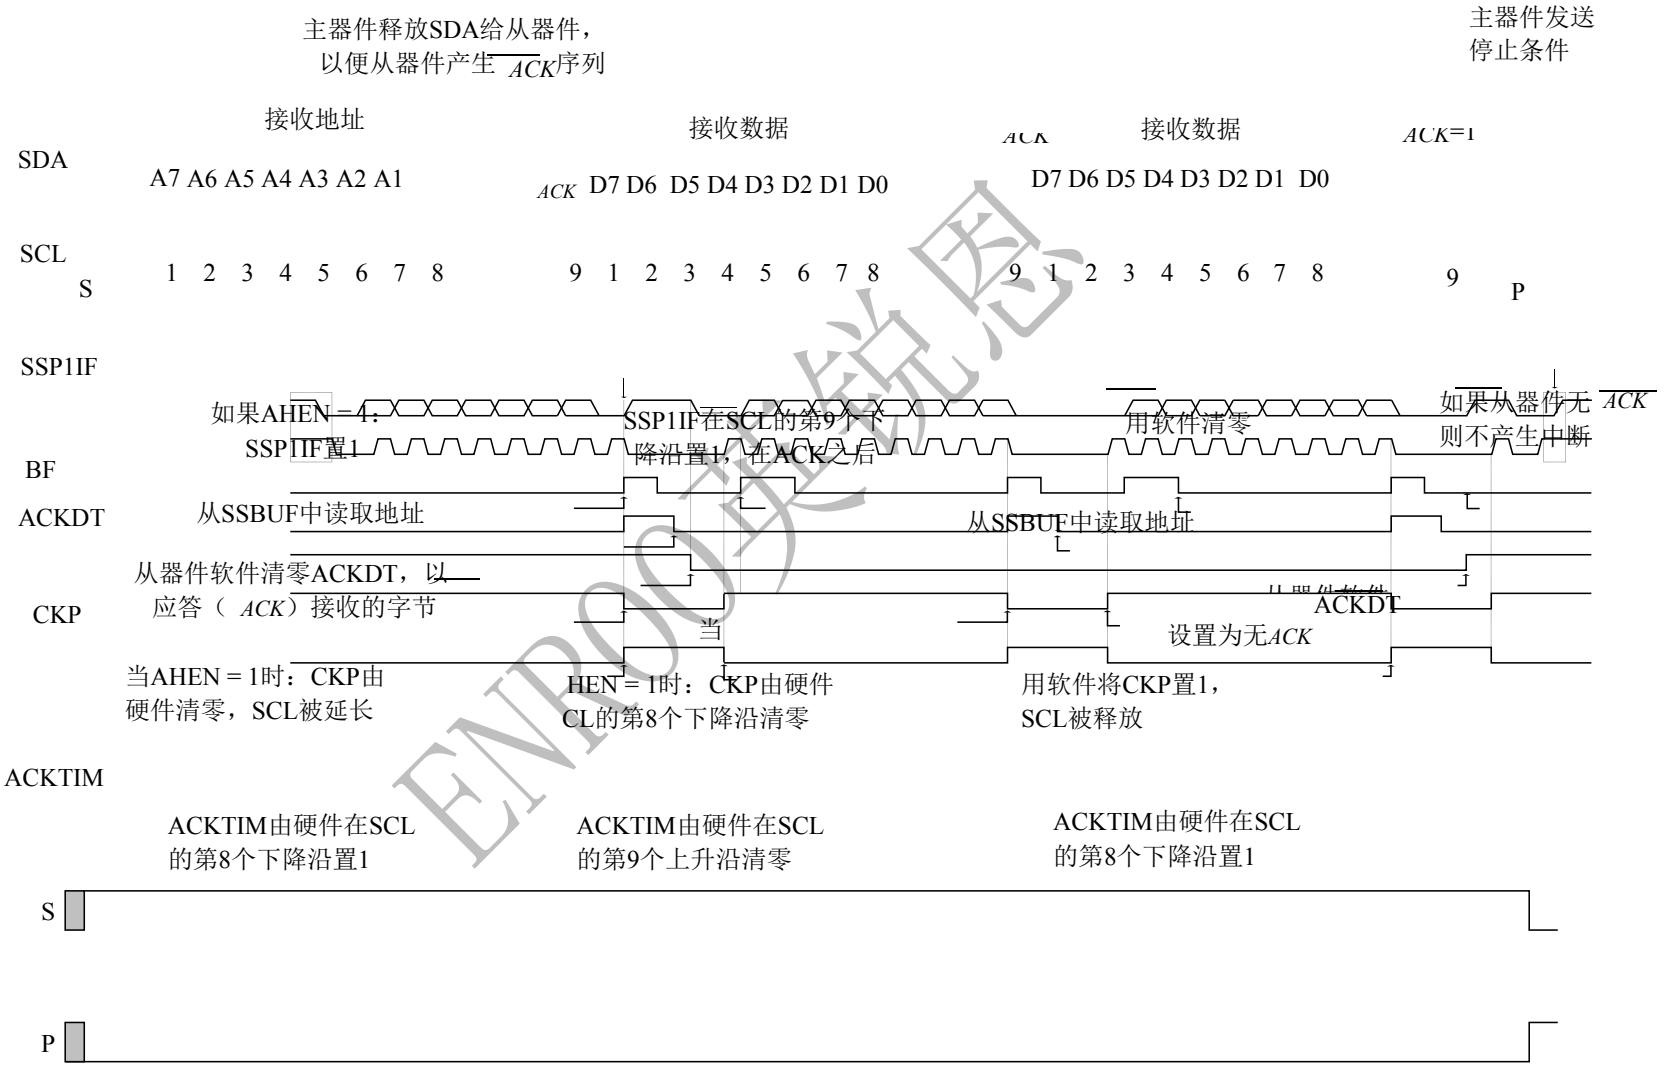 主器件释放SDA给从器件，
以便从器件产生 ACK序列
主器件发送
停止条件
接收地址
接收数据
ACK
接收数据
ACK=1
SDA
A7 A6 A5 A4 A3 A2 A1
ACK D7 D6 D5 D4 D3 D2 D1 D0
D7 D6 D5 D4 D3 D2 D1 D0
SCL
S
1 2 3 4 5 6 7 8
9 1 2 3 4 5 6 7 8
9 1 2 3 4 5 6 7 8
9
P
SSP1IF
如果AHEN = 1：
SSP1IF置1
SSP1IF在SCL的第9个下
降沿置1，在ACK之后
用软件清零
如果从器件无 ACK
则不产生中断
BF
从SSBUF中读取地址
从SSBUF中读取地址
ACKDT
从器件软件清零ACKDT，以
应答（ ACK）接收的字节
从器件软件
ACKDT
设置为无ACK
CKP
当
当AHEN = 1时：CKP由
硬件清零，SCL被延长
HEN = 1时：CKP由硬件
CL的第8个下降沿清零
用软件将CKP置1，
SCL被释放
ACKTIM
ACKTIM由硬件在SCL
的第8个下降沿置1
ACKTIM由硬件在SCL
的第9个上升沿清零
ACKTIM由硬件在SCL
的第8个下降沿置1
S
P
ENROO英锐恩